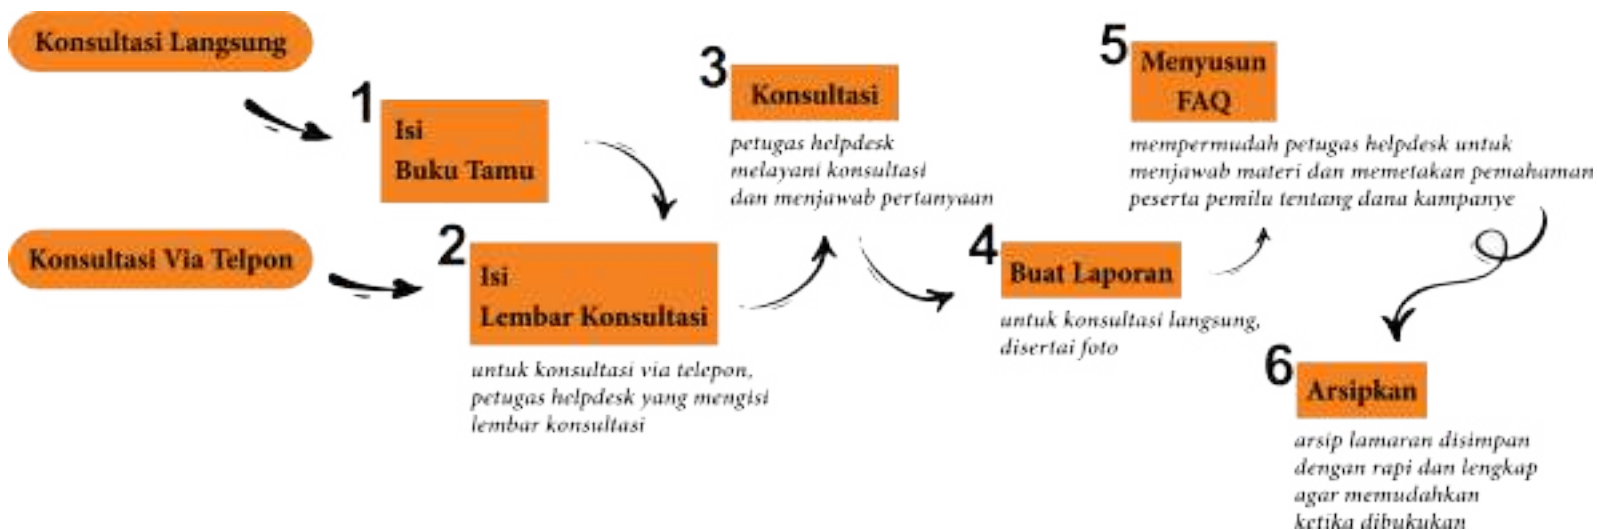 Konsultasi Langsung
1
Isi
Buku Tamu
Konsultasi Via Telpon
2
Isi
Lembar Konsultasi
untuk konsultasi via telepon,
petugas helpdesk yang mengisi
lembar konsultasi
3
Konsultasi
petugas helpdesk
melayani konsultasi
dan menjawab pertanyaan
4
Buat Laporan
untuk konsultasi langsung,
disertai foto
5
Menyusun
FAQ
mempermudah petugas helpdesk untuk
menjawab materi dan memetakan pemahaman
peserta pemilu tentang dana kampanye
6
Arsipkan
arsip lamaran disimpan
dengan rapi dan lengkap
agar memudahkan
ketika dibukukan